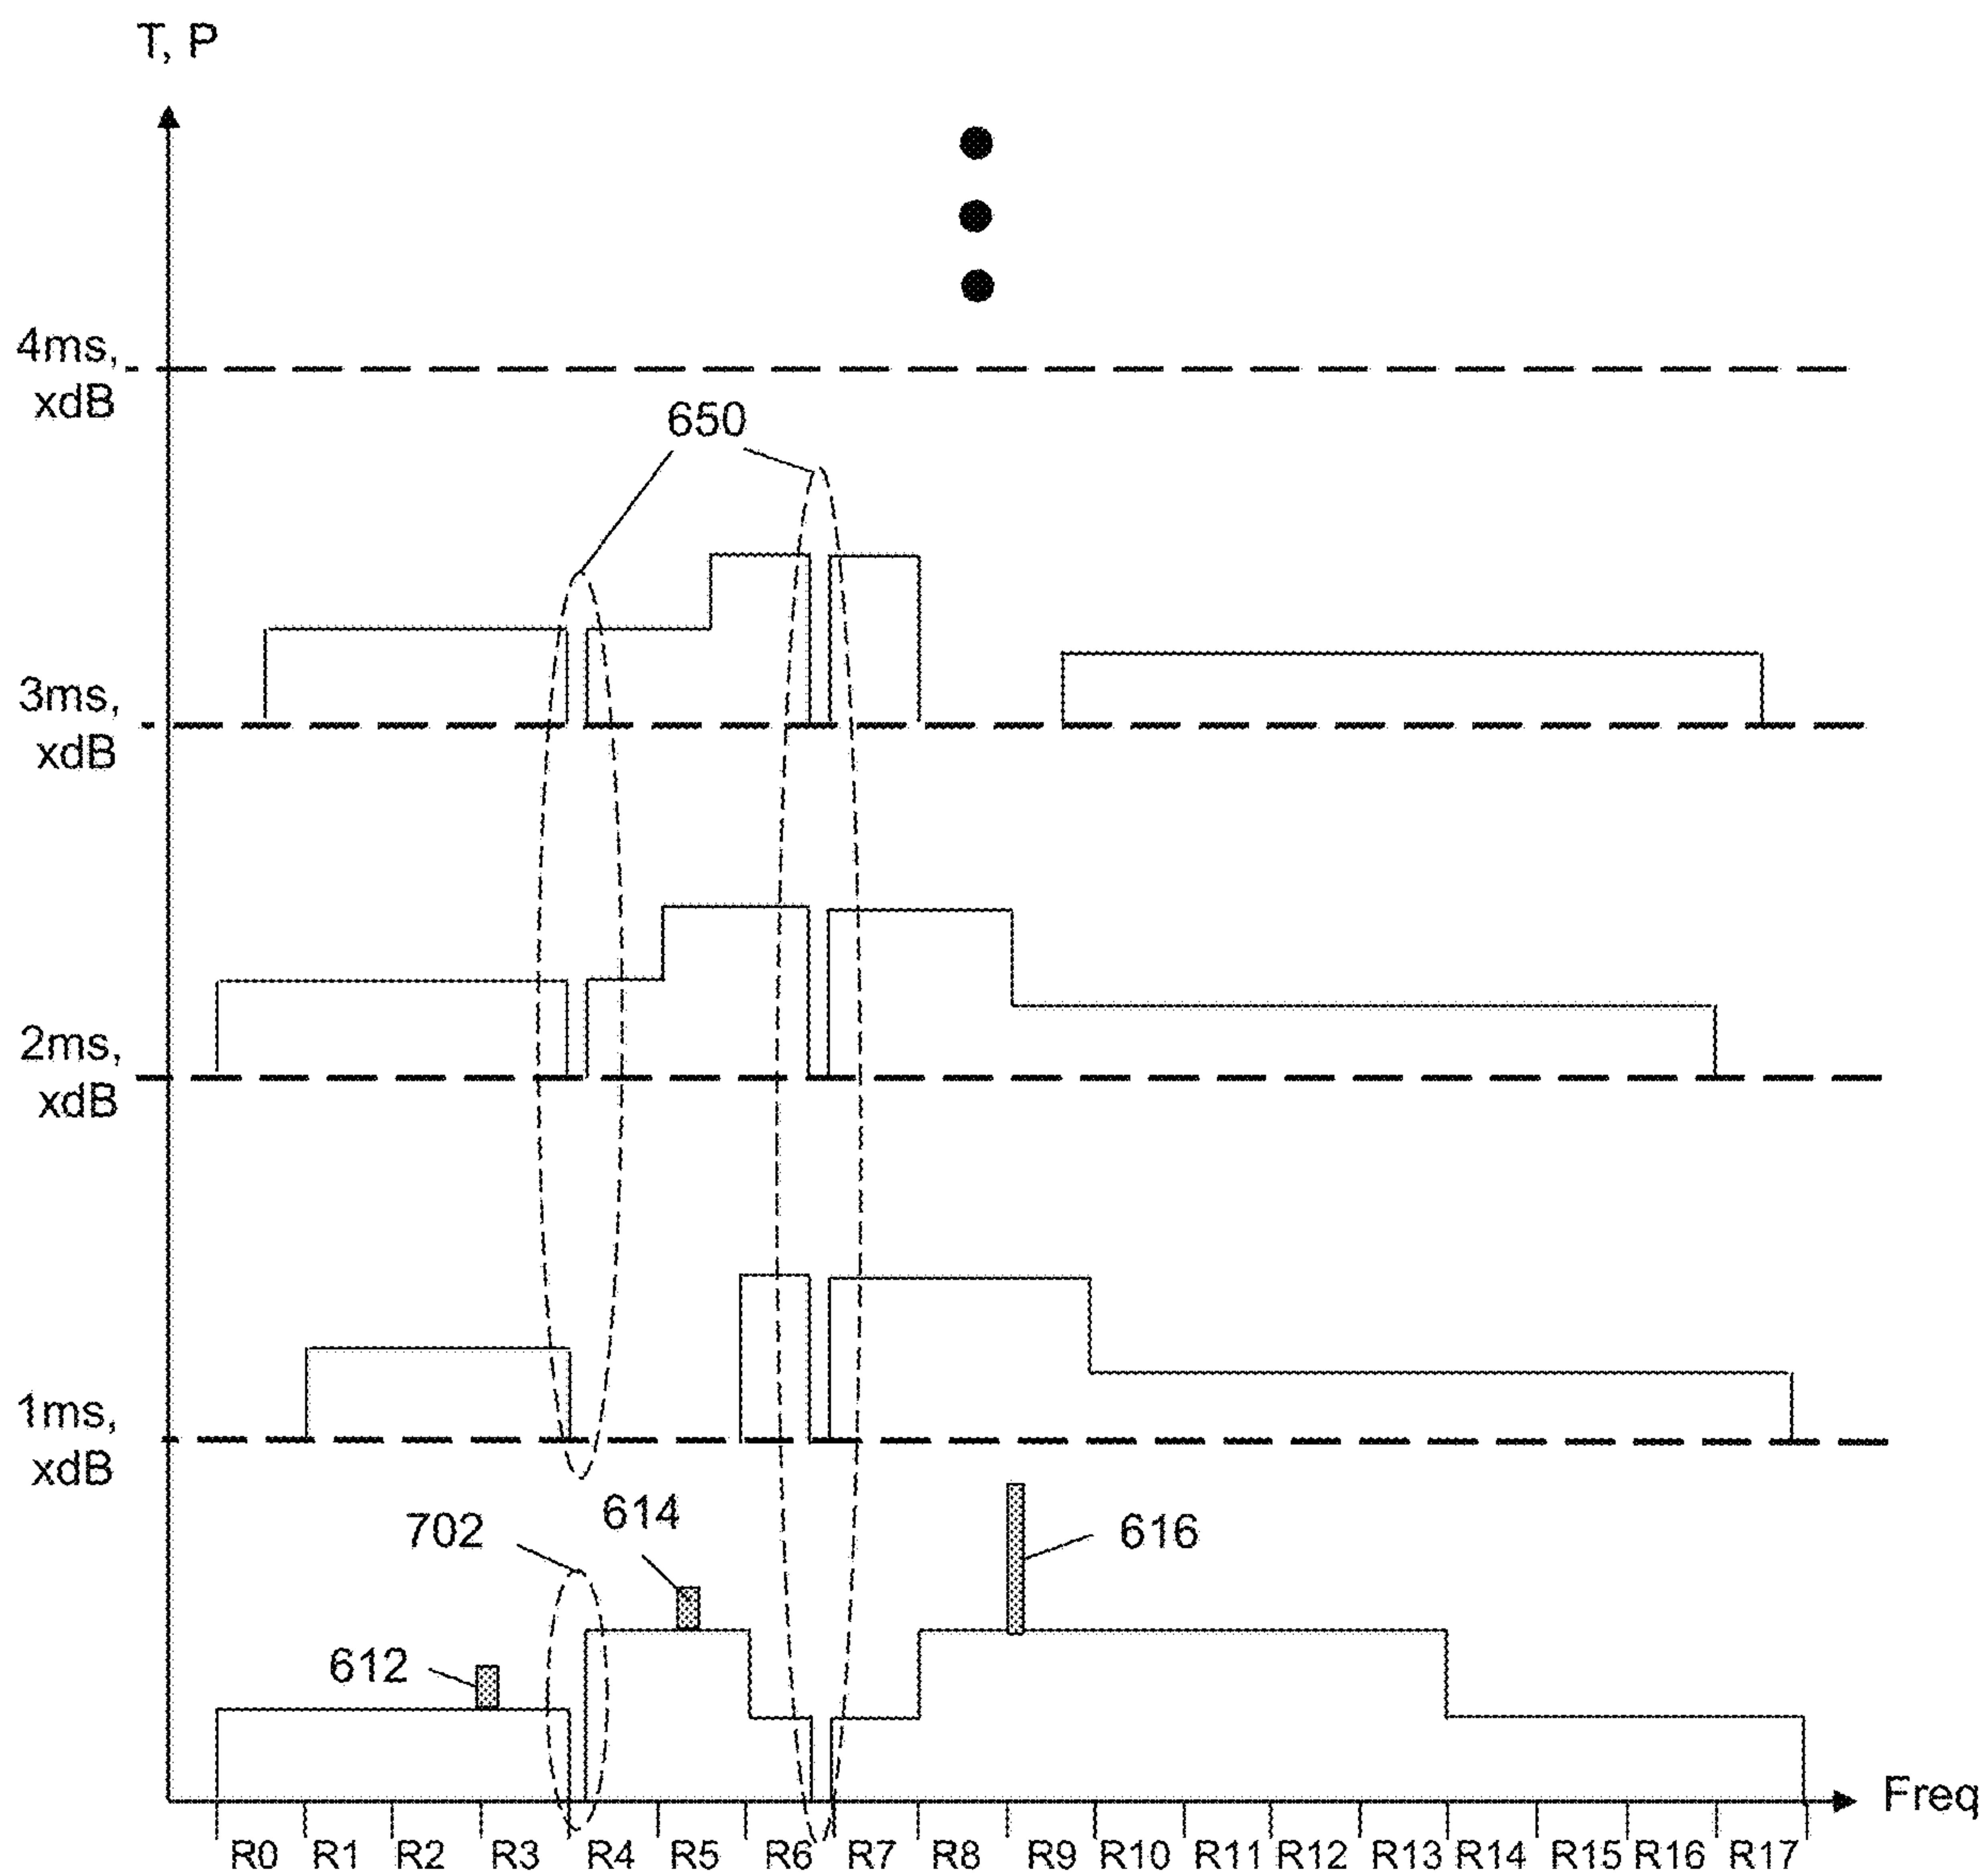 T, P
4ms,
xdB
650
3ms,
xdB
2ms,
xdB
1ms,
xdB
702
614
616
612
Freq
R0 R1 R2 R3 R4 R5 R6 R7 R8 R9 R10 R11 R12 R13 R14 R15 R16 R17